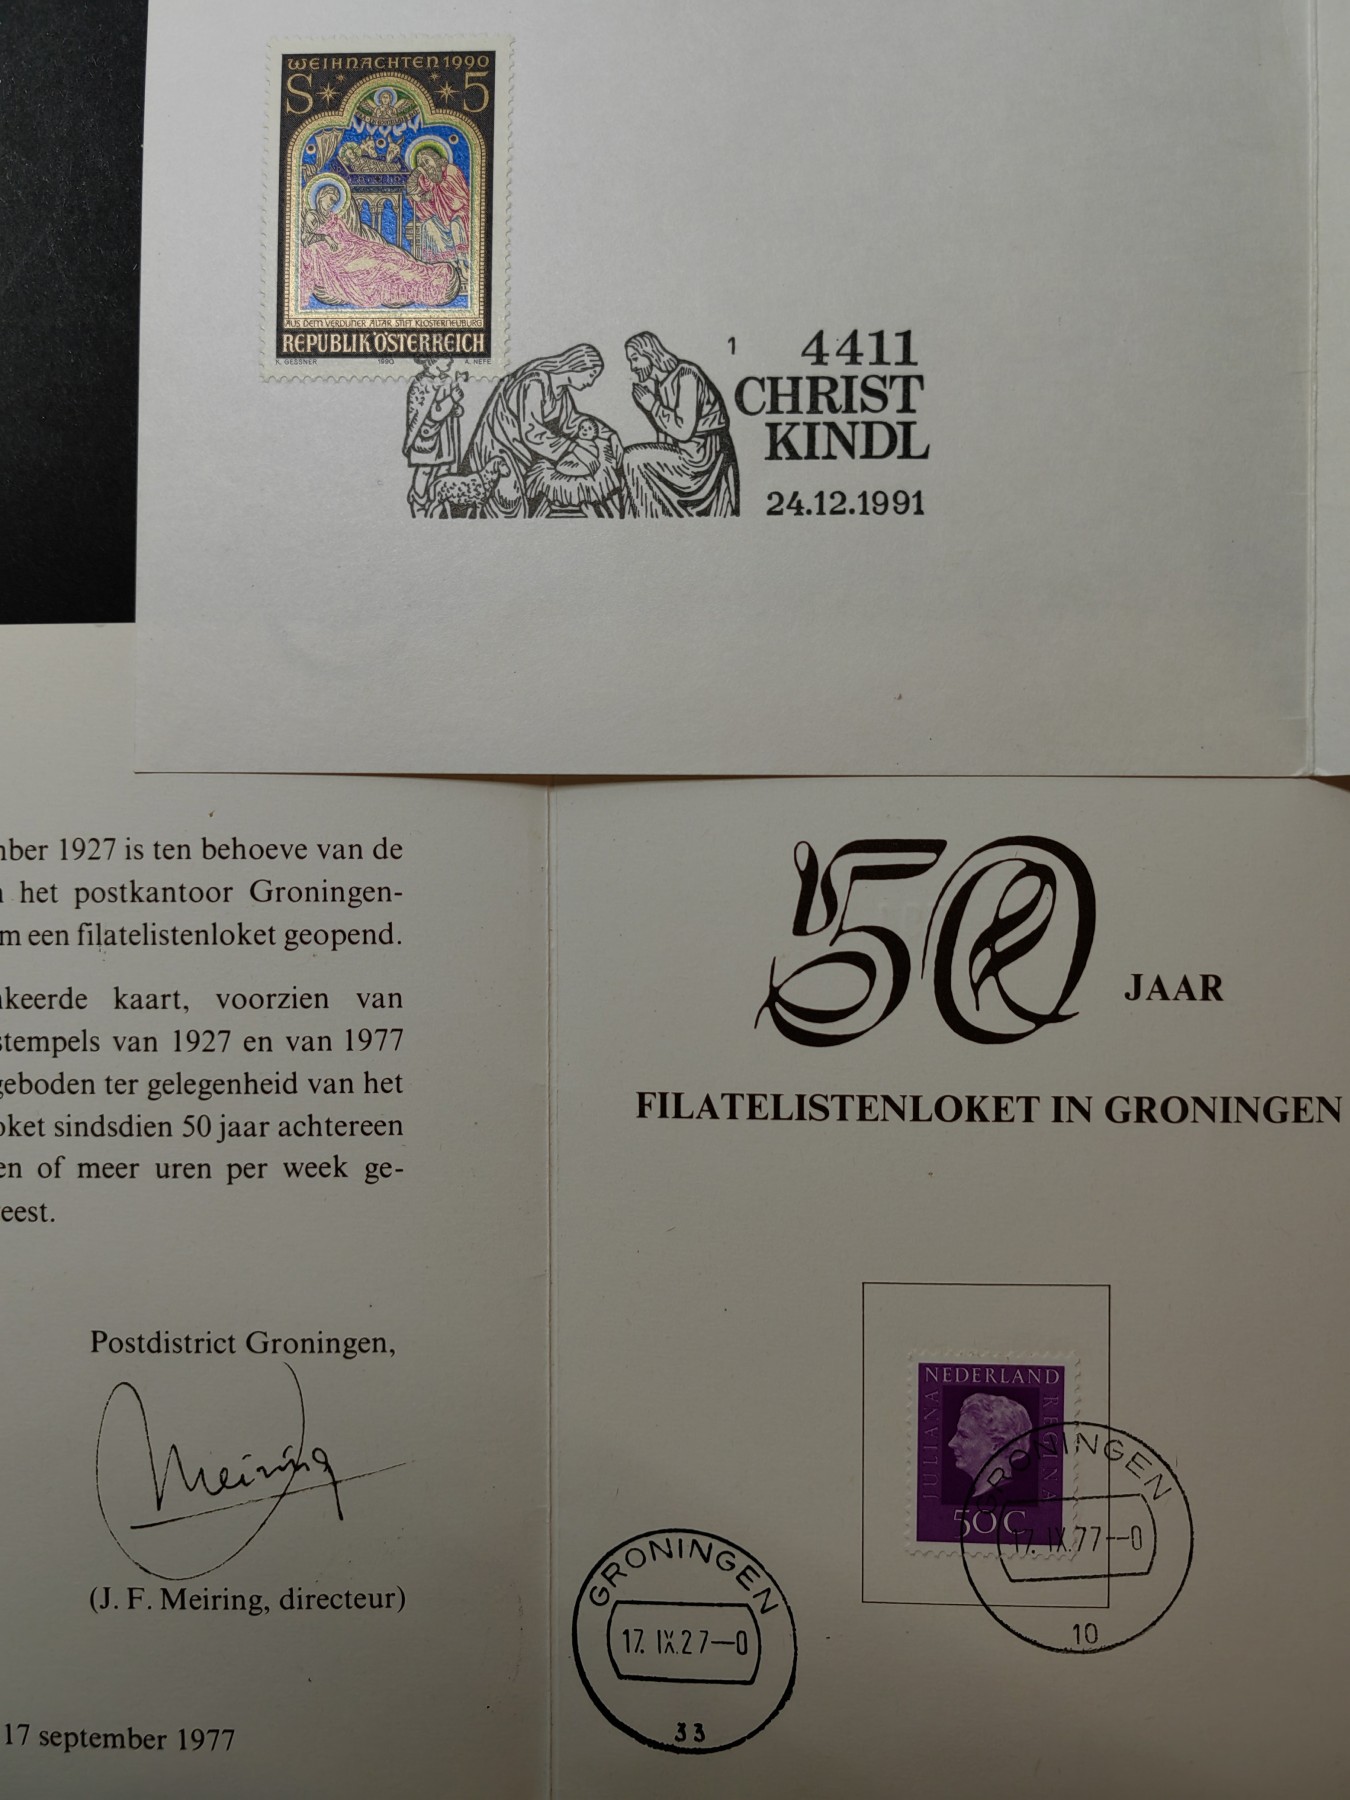 WEIHNACHTEN 1990
S 5
AUS DEM VERDUNER ALTAR STIFT KLOSTERNEUBURG
REPUBLIK ÖSTERREICH
K. GESSNER 1990 A. NEFE
1 4411
CHRIST
KINDL
24.12.1991
mber 1927 is ten behoeve van de
het postkantoor Groningen-
m een filatelistenloket geopend.
nkeerde kaart, voorzien van
stempels van 1927 en van 1977
geboden ter gelegenheid van het
oket sindsdien 50 jaar achtereen
en of meer uren per week ge-
eest.
Postdistrict Groningen,
Meiring
(J. F. Meiring, directeur)
17 september 1977
50 JAAR
FILATELISTENLOKET IN GRONINGEN
NEDERLAND
JULIANA
REGINA
50 C
GRONINGEN
17. IX.77--0
10
GRONINGEN
17. IX.27—0
33